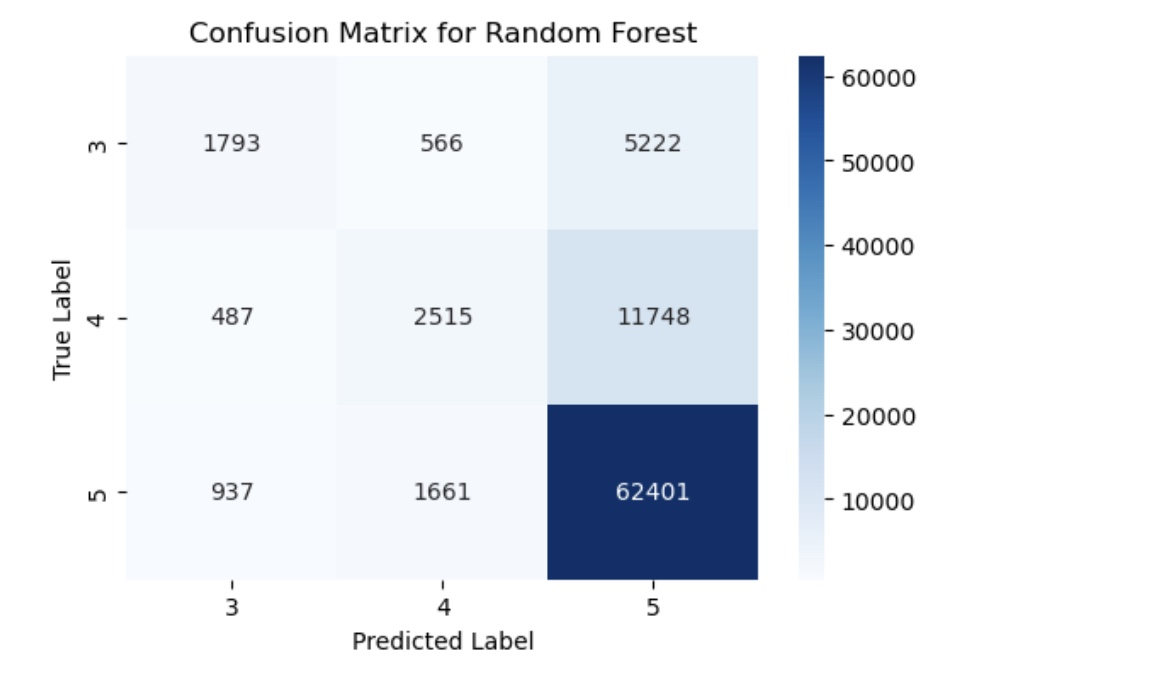 Confusion Matrix for Random Forest
60000
50000
40000
30000
20000
10000
True Label
3
1793 566 5222
4
487 2515 11748
5
937 1661 62401
3 4 5
Predicted Label